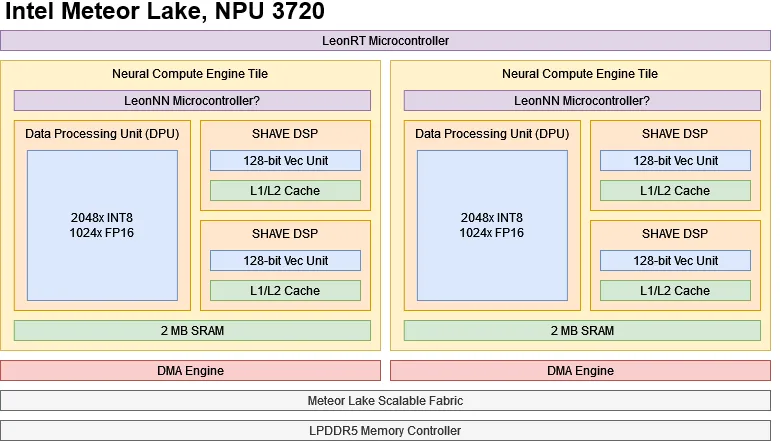 Intel Meteor Lake, NPU 3720
LeonRT Microcontroller
Neural Compute Engine Tile
LeonNN Microcontroller?
Data Processing Unit (DPU)
2048x INT8
1024x FP16
SHAVE DSP
128-bit Vec Unit
L1/L2 Cache
SHAVE DSP
128-bit Vec Unit
L1/L2 Cache
2 MB SRAM
DMA Engine
Neural Compute Engine Tile
LeonNN Microcontroller?
Data Processing Unit (DPU)
2048x INT8
1024x FP16
SHAVE DSP
128-bit Vec Unit
L1/L2 Cache
SHAVE DSP
128-bit Vec Unit
L1/L2 Cache
2 MB SRAM
DMA Engine
Meteor Lake Scalable Fabric
LPDDR5 Memory Controller